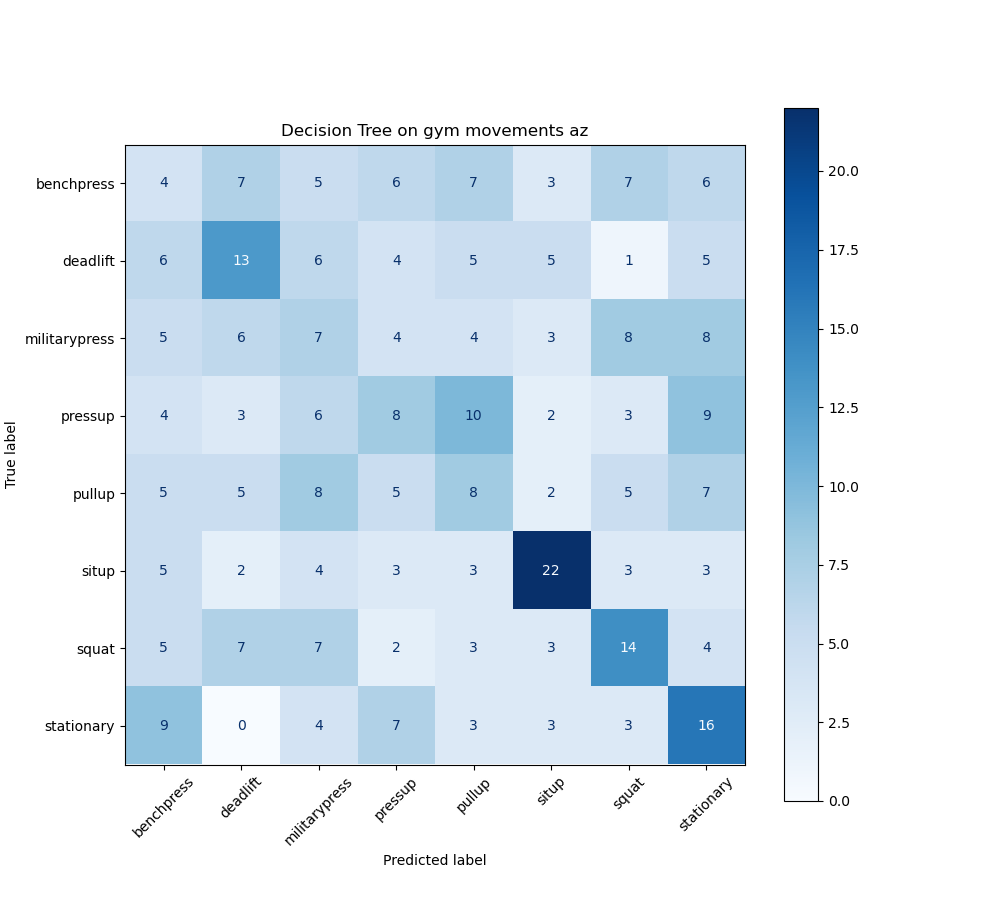 Decision Tree on gym movements az
benchpress 4 7 5 6 7 3 7 6
deadlift 6 13 6 4 5 5 1 5
militarypress 5 6 7 4 4 3 8 8
pressup 4 3 6 8 10 2 3 9
pullup 5 5 8 5 8 2 5 7
situp 5 2 4 3 3 22 3 3
squat 5 7 7 2 3 3 14 4
stationary 9 0 4 7 3 3 3 16
True label
benchpress deadlift militarypress pressup pullup situp squat stationary
Predicted label
20.0
17.5
15.0
12.5
10.0
7.5
5.0
2.5
0.0